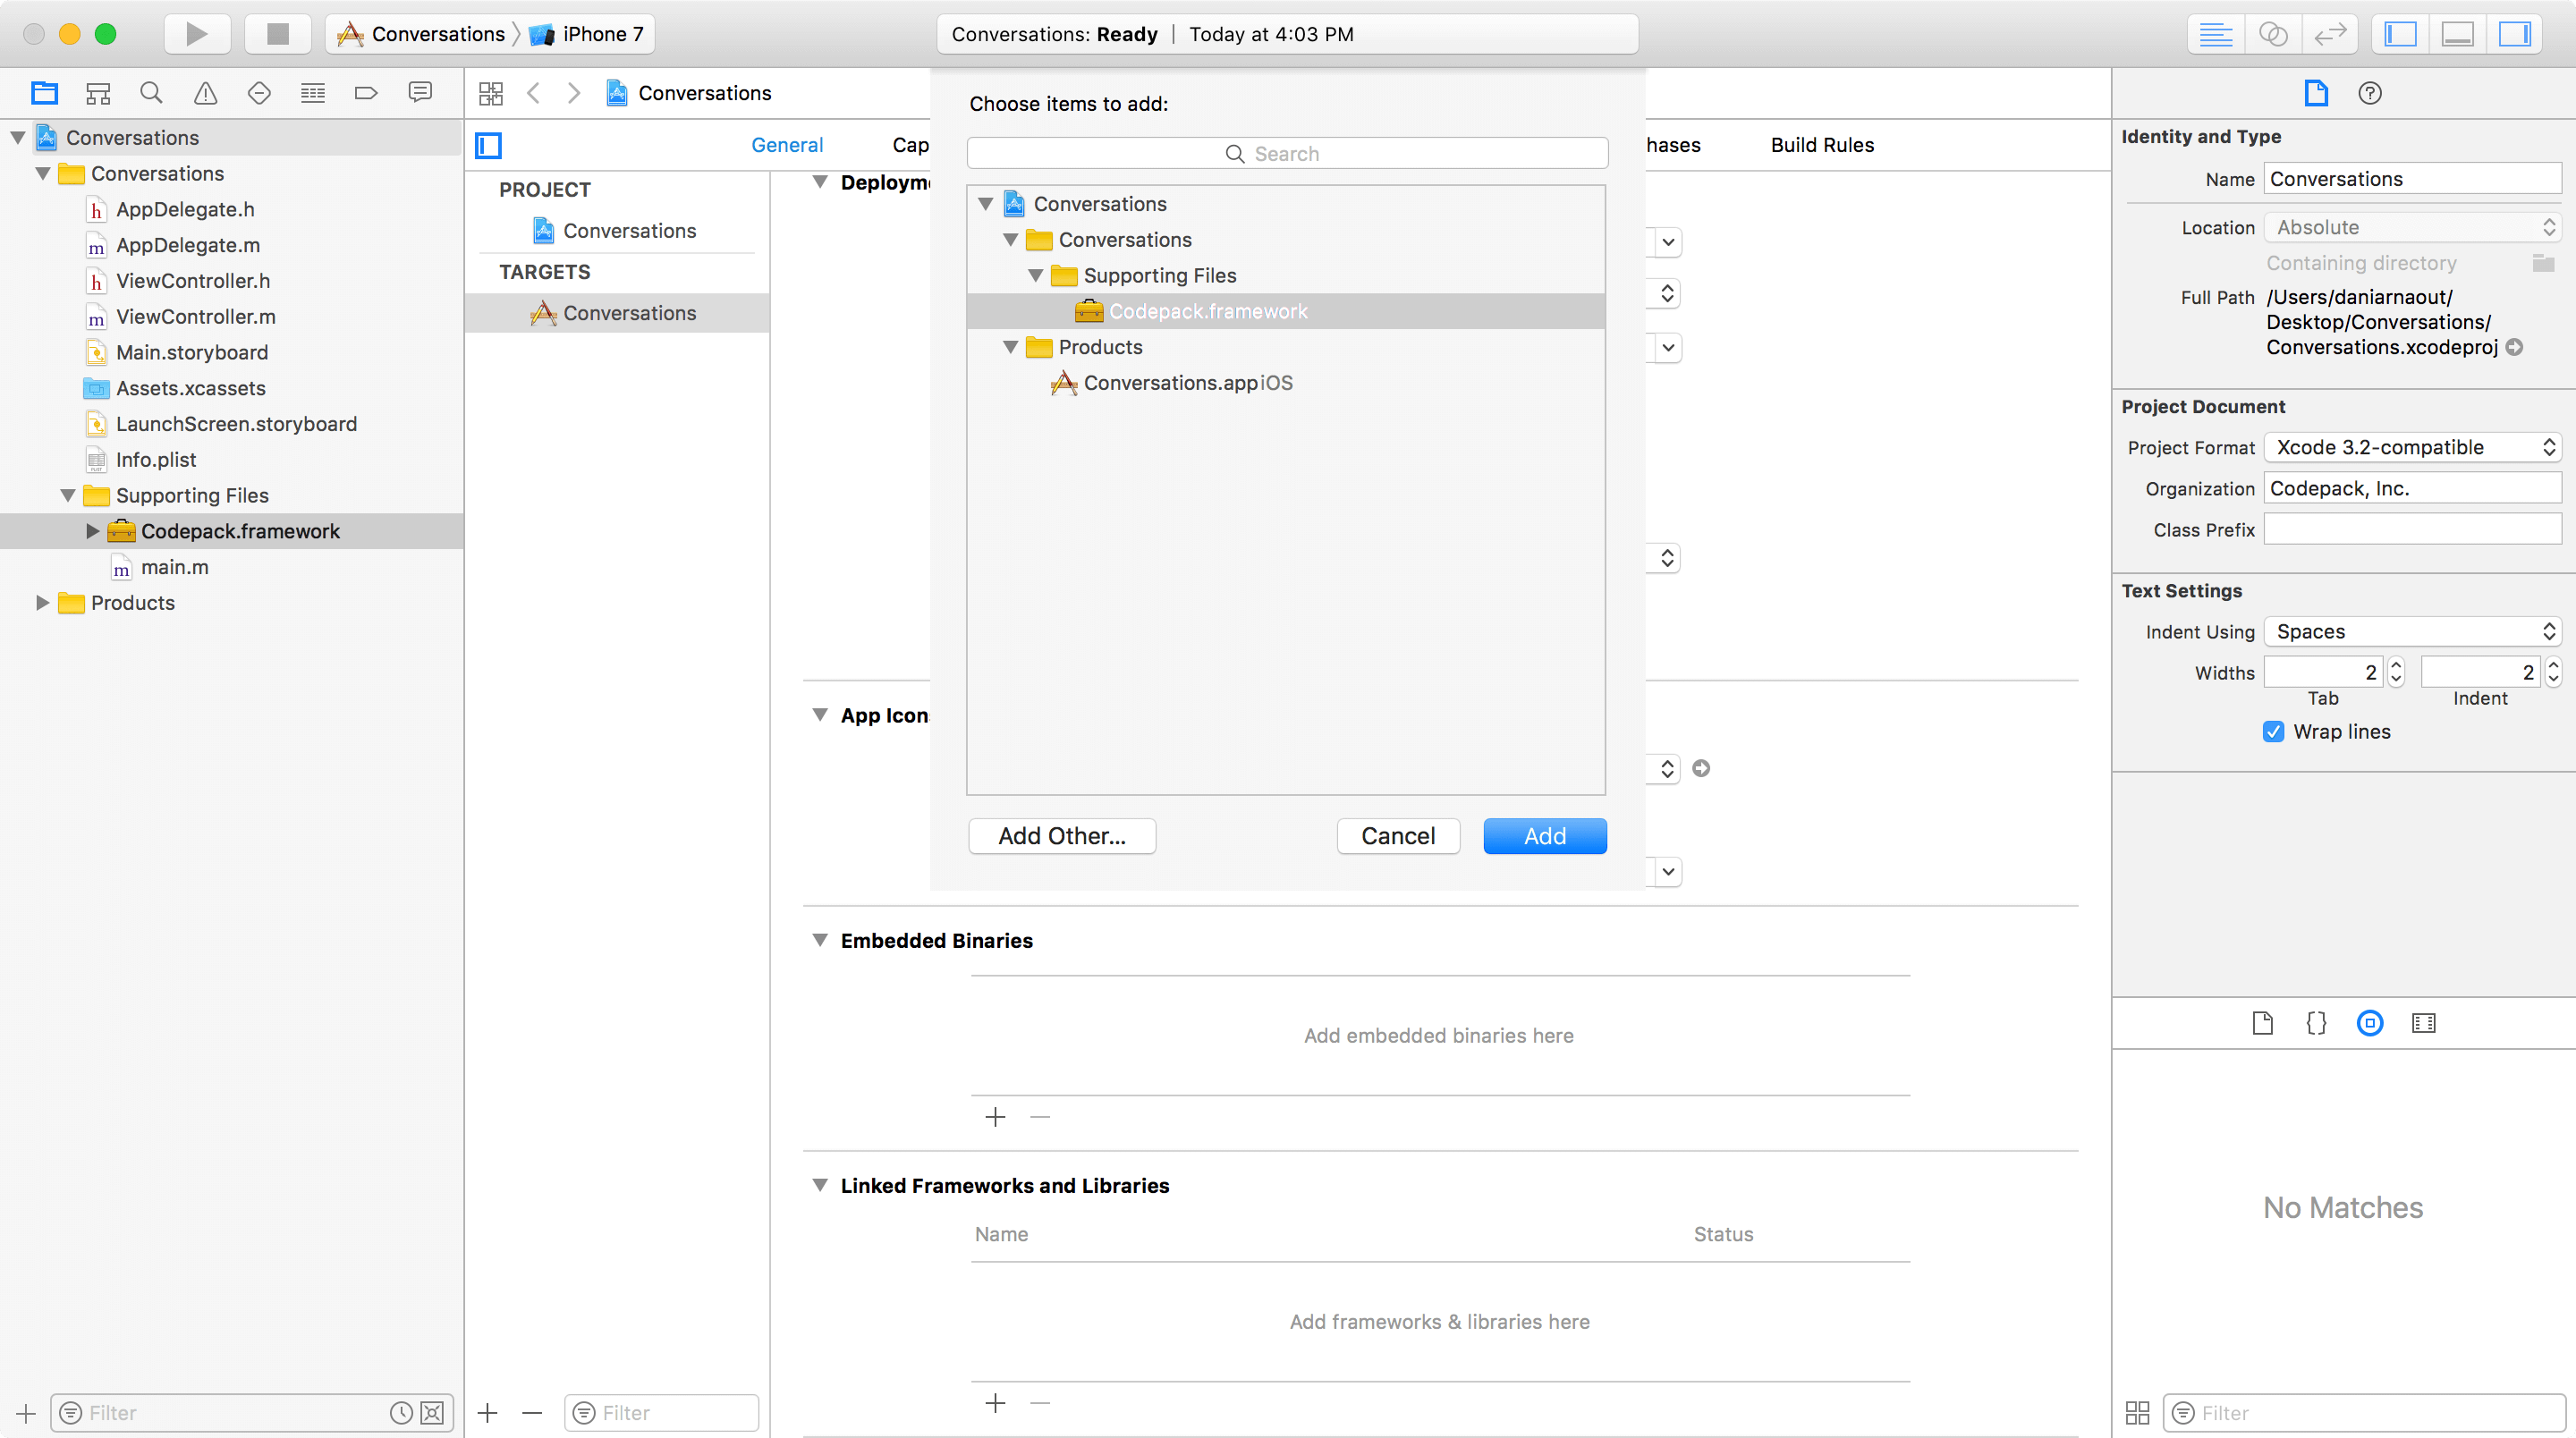 Conversations iPhone 7
Conversations: Ready | Today at 4:03 PM
Conversations
Conversations
AppDelegate.h
AppDelegate.m
ViewController.h
ViewController.m
Main.storyboard
Assets.xcassets
LaunchScreen.storyboard
Info.plist
Supporting Files
Codepack.framework
main.m
Products
Filter
Conversations
General Cap hases Build Rules
PROJECT
Conversations
TARGETS
Conversations
Filter
Deployme
App Icon
Embedded Binaries
Add embedded binaries here
Linked Frameworks and Libraries
Name Status
Add frameworks & libraries here
Choose items to add:
Search
Conversations
Conversations
Supporting Files
Codepack.framework
Products
Conversations.app iOS
Add Other... Cancel Add
Identity and Type
Name Conversations
Location Absolute
Containing directory
Full Path /Users/daniarnaout/
Desktop/Conversations/
Conversations.xcodeproj
Project Document
Project Format Xcode 3.2-compatible
Organization Codepack, Inc.
Class Prefix
Text Settings
Indent Using Spaces
Widths 2 2
Tab Indent
Wrap lines
No Matches
Filter